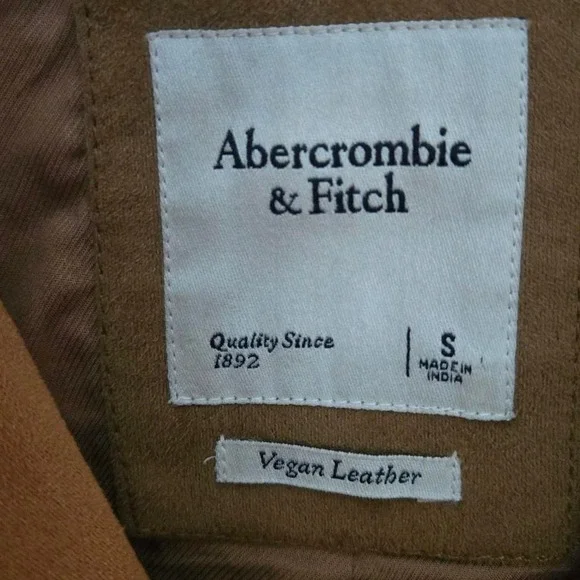 Abercrombie
& Fitch
Quality Since
1892
S
MADE IN
INDIA
Vegan Leather